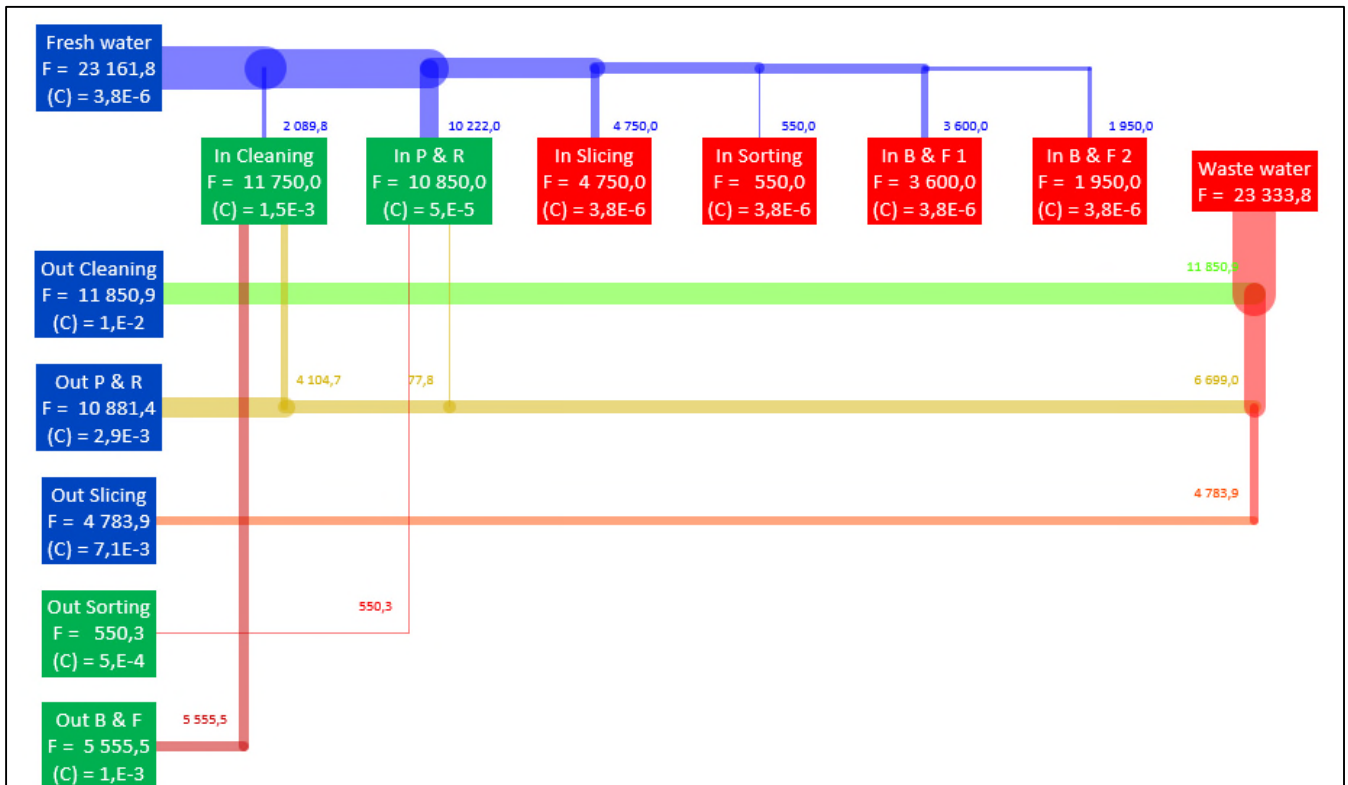 Fresh water
F = 23 161,8
(C) = 3,8E-6
2 089,8
10 222,0
4 750,0
550,0
3 600,0
1 950,0
In Cleaning
F = 11 750,0
(C) = 1,5E-3
In P & R
F = 10 850,0
(C) = 5,E-5
In Slicing
F = 4 750,0
(C) = 3,8E-6
In Sorting
F = 550,0
(C) = 3,8E-6
In B & F 1
F = 3 600,0
(C) = 3,8E-6
In B & F 2
F = 1 950,0
(C) = 3,8E-6
Waste water
F = 23 333,8
Out Cleaning
F = 11 850,9
(C) = 1,E-2
11 850,9
Out P & R
F = 10 881,4
(C) = 2,9E-3
4 104,7
77,8
6 699,0
Out Slicing
F = 4 783,9
(C) = 7,1E-3
4 783,9
Out Sorting
F = 550,3
(C) = 5,E-4
550,3
Out B & F
F = 5 555,5
(C) = 1,E-3
5 555,5